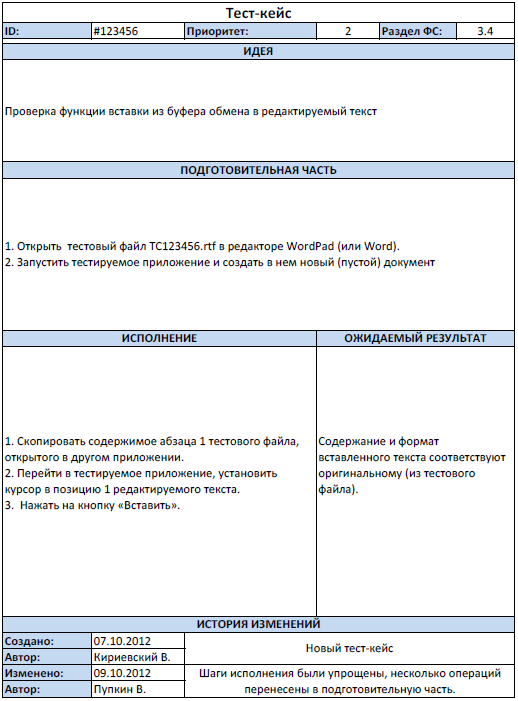 Тест-кейс
ID: #123456 Приоритет: 2 Раздел ФС: 3.4
ИДЕЯ
Проверка функции вставки из буфера обмена в редактируемый текст
ПОДГОТОВИТЕЛЬНАЯ ЧАСТЬ
1. Открыть тестовый файл TC123456.rtf в редакторе WordPad (или Word).
2. Запустить тестируемое приложение и создать в нем новый (пустой) документ
ИСПОЛНЕНИЕ
1. Скопировать содержимое абзаца 1 тестового файла,
открытого в другом приложении.
2. Перейти в тестируемое приложение, установить
курсор в позицию 1 редактируемого текста.
3. Нажать на кнопку «Вставить».
ОЖИДАЕМЫЙ РЕЗУЛЬТАТ
Содержание и формат
вставленного текста соответствуют
оригинальному (из тестового
файла).
ИСТОРИЯ ИЗМЕНЕНИЙ
Создано: 07.10.2012
Автор: Кириевский В.
Новый тест-кейс
Изменено: 09.10.2012
Автор: Пупкин В.
Шаги исполнения были упрощены, несколько операций
перенесены в подготовительную часть.